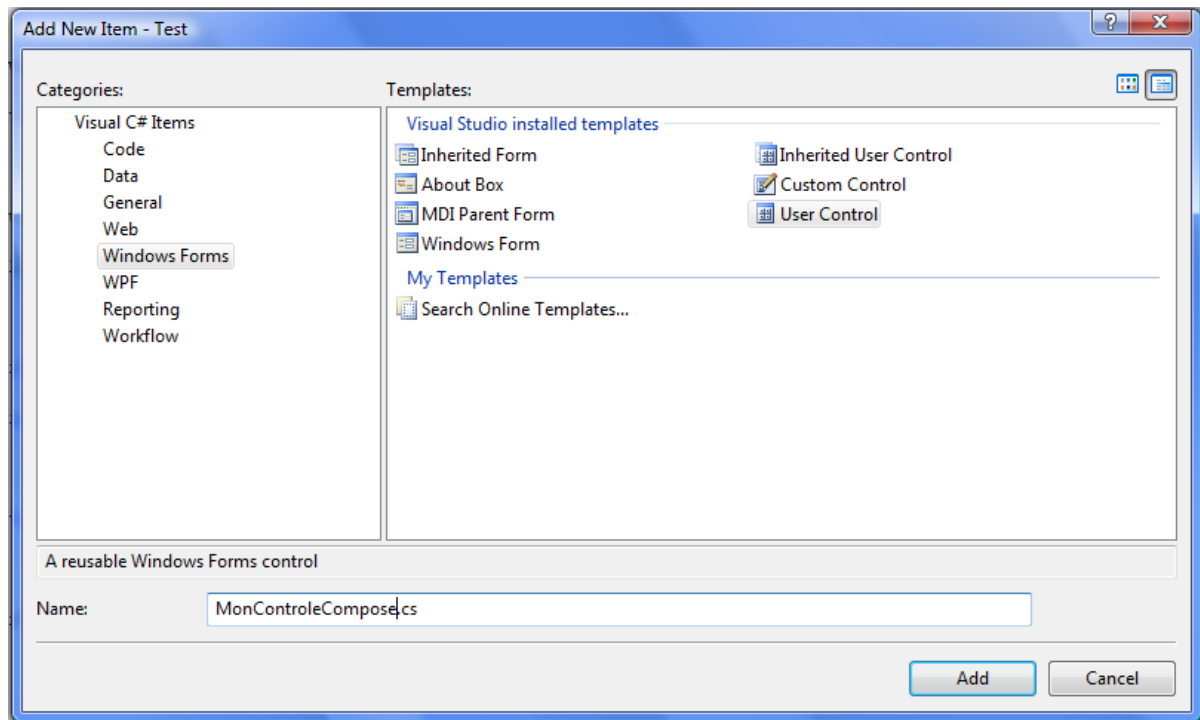 Add New Item - Test
Categories:
Templates:
Visual C# Items
Code
Data
General
Web
Windows Forms
WPF
Reporting
Workflow
Visual Studio installed templates
Inherited Form
Inherited User Control
About Box
Custom Control
MDI Parent Form
User Control
Windows Form
My Templates
Search Online Templates...
A reusable Windows Forms control
Name:
MonControleCompose.cs
Add
Cancel